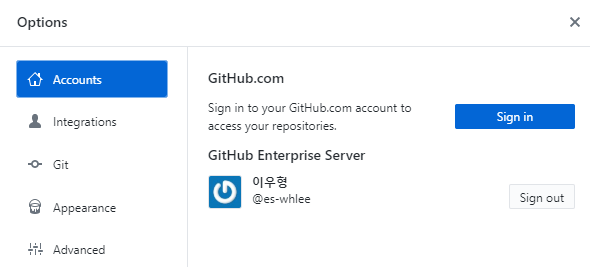 Options
Accounts
Integrations
Git
Appearance
Advanced
GitHub.com
Sign in to your GitHub.com account to
access your repositories.
Sign in
GitHub Enterprise Server
이우형
@es-whlee
Sign out